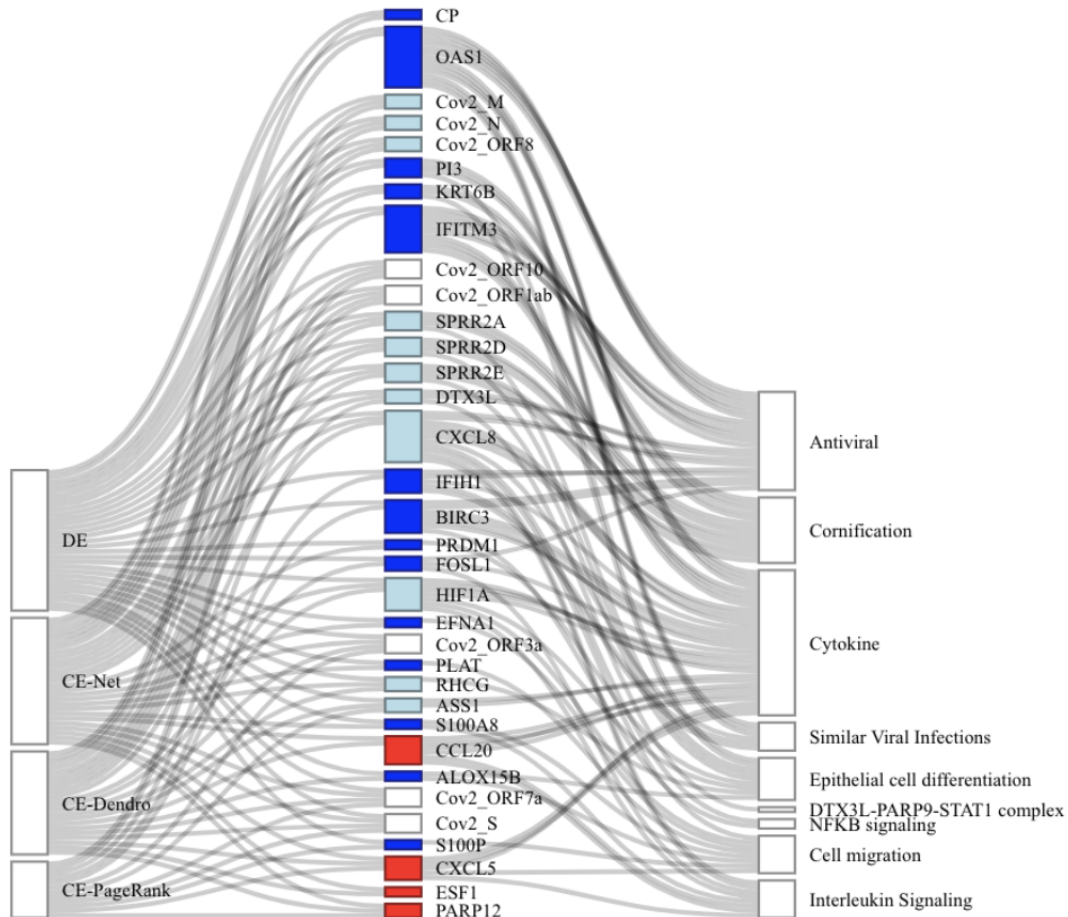 DE
CE-Net
CE-Dendro
CE-PageRank
CP
OAS1
Cov2_M
Cov2_N
Cov2_ORF8
PI3
KRT6B
IFITM3
Cov2_ORF10
Cov2_ORF1ab
SPRR2A
SPRR2D
SPRR2E
DTX3L
CXCL8
IFIH1
BIRC3
PRDM1
FOSL1
HIF1A
EFNA1
Cov2_ORF3a
PLAT
RHCG
ASS1
S100A8
CCL20
ALOX15B
Cov2_ORF7a
Cov2_S
S100P
CXCL5
ESF1
PARP12
Antiviral
Cornification
Cytokine
Similar Viral Infections
Epithelial cell differentiation
DTX3L-PARP9-STAT1 complex
NFKB signaling
Cell migration
Interleukin Signaling